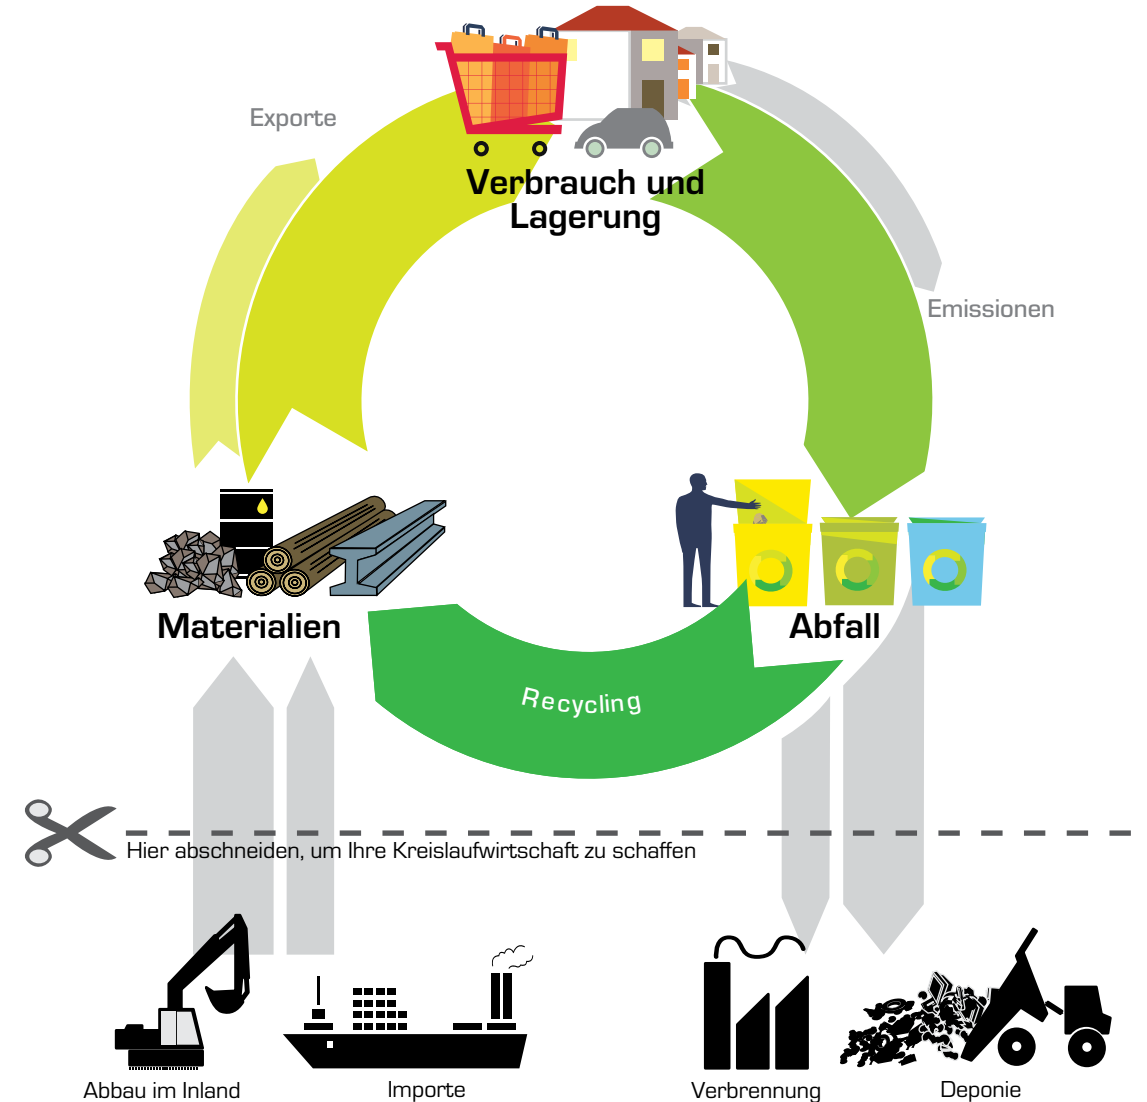 Exporte
Verbrauch und
Lagerung
Emissionen
Materialien
Abfall
Recycling
Hier abschneiden, um Ihre Kreislaufwirtschaft zu schaffen
Abbau im Inland
Importe
Verbrennung
Deponie